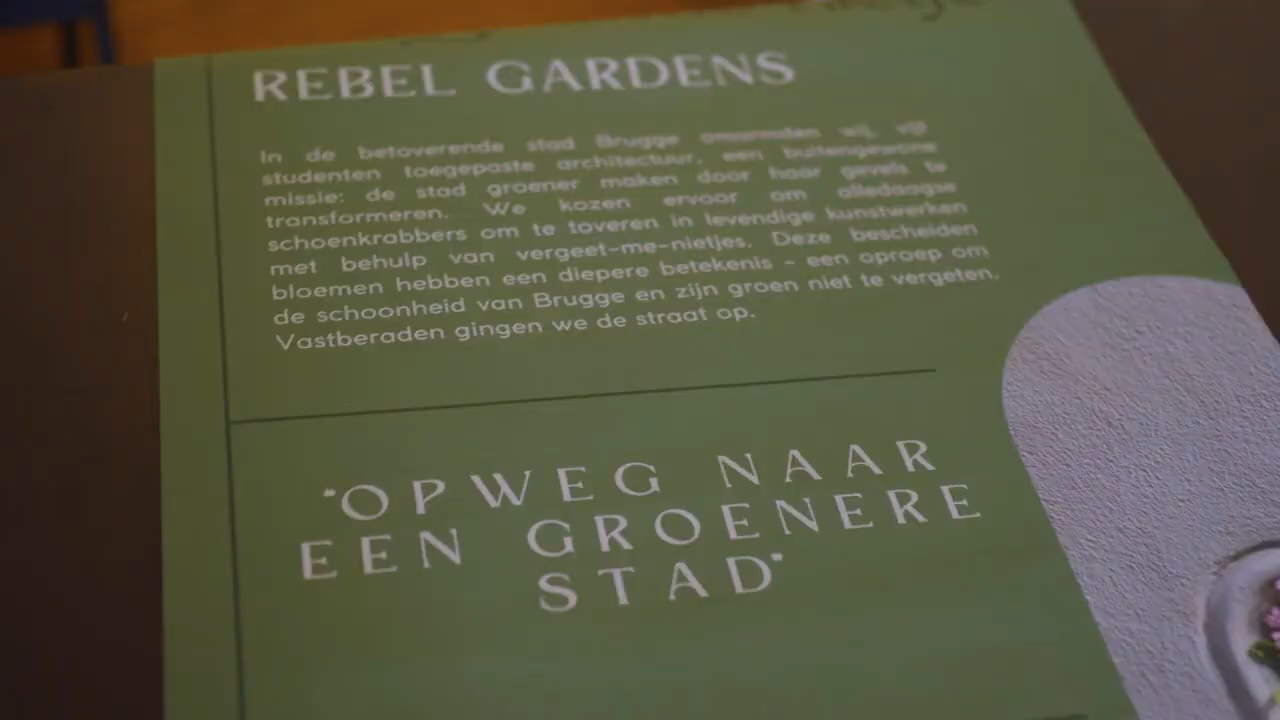 REBEL GARDENS
In de betoverende stad Brugge omarmden wij, vijf
studenten toegepaste architectuur, een buitengewone
missie: de stad groener maken door haar gevels te
transformeren. We kozen ervoor om alledaagse
schoenkrabbers om te toveren in levendige kunstwerken
met behulp van vergeet-me-nietjes. Deze bescheiden
bloemen hebben een diepere betekenis - een oproep om
de schoonheid van Brugge en zijn groen niet te vergeten.
Vastberaden gingen we de straat op.
"OPWEG NAAR
EEN GROENERE
STAD"